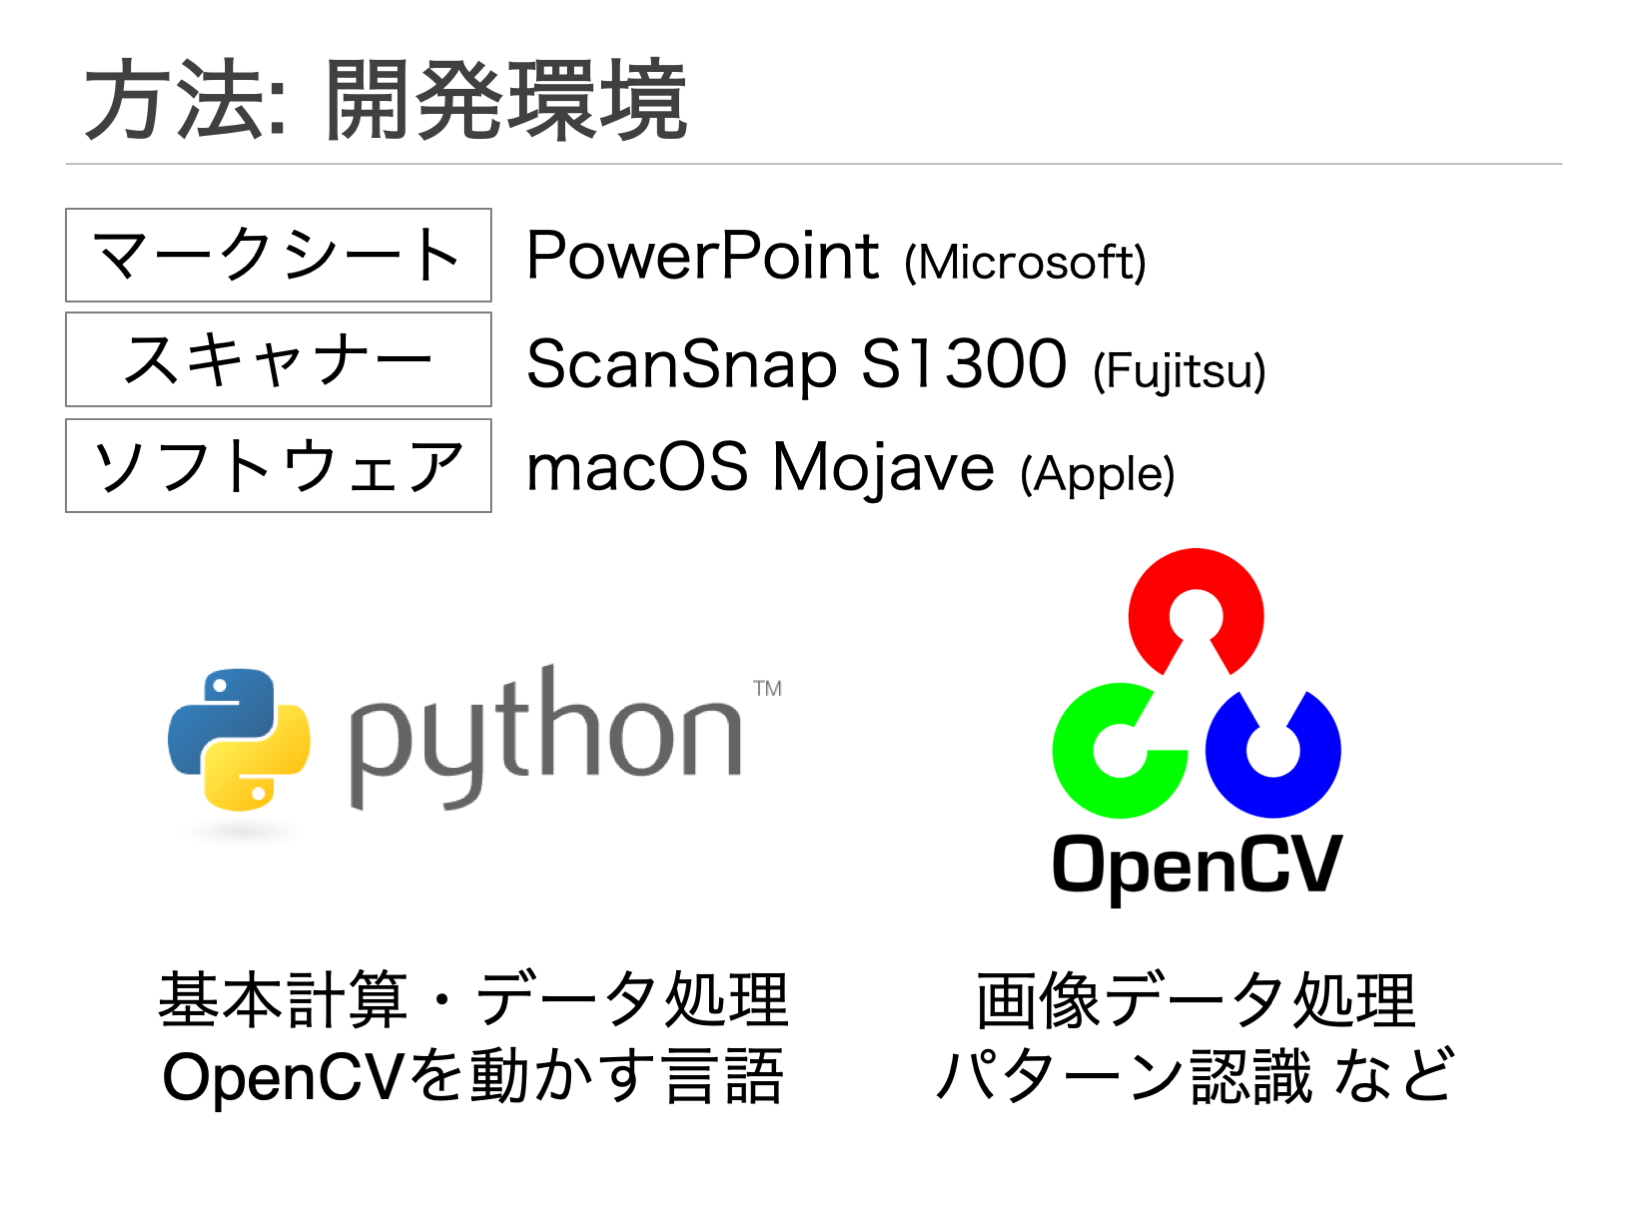 方法: 開発環境
マークシート PowerPoint (Microsoft)
スキャナー ScanSnap S1300 (Fujitsu)
ソフトウェア macOS Mojave (Apple)
python™
OpenCV
基本計算・データ処理
OpenCVを動かす言語
画像データ処理
パターン認識 など